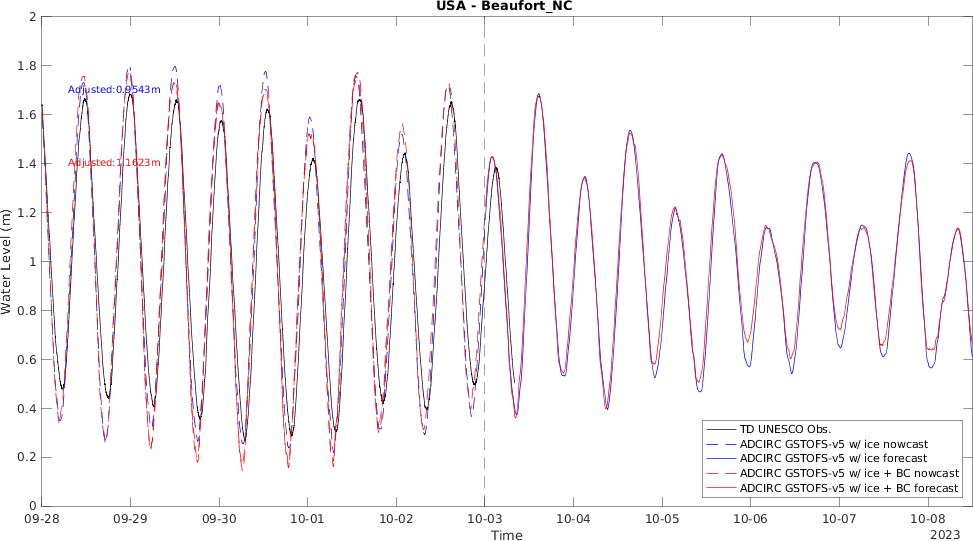 USA - Beaufort_NC
2
1.8
1.6
1.4
1.2
1
0.8
0.6
0.4
0.2
0
Water Level (m)
Adjusted:0.9543m
Adjusted:1.1623m
TD UNESCO Obs.
ADCIRC GSTOFS-v5 w/ ice nowcast
ADCIRC GSTOFS-v5 w/ ice forecast
ADCIRC GSTOFS-v5 w/ ice + BC nowcast
ADCIRC GSTOFS-v5 w/ ice + BC forecast
09-28 09-29 09-30 10-01 10-02 10-03 10-04 10-05 10-06 10-07 10-08
Time
2023